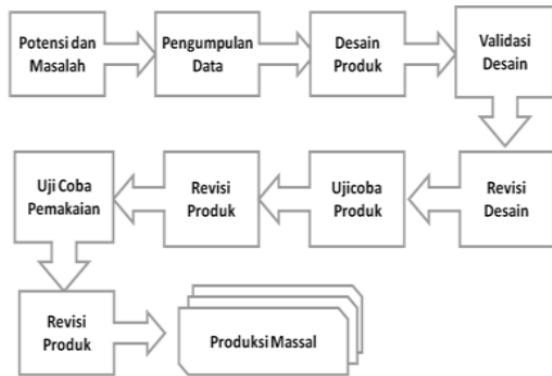 Potensi dan
Masalah
Pengumpulan
Data
Desain
Produk
Validasi
Desain
Revisi
Desain
Ujicoba
Produk
Revisi
Produk
Uji Coba
Pemakaian
Revisi
Produk
Produksi Massal